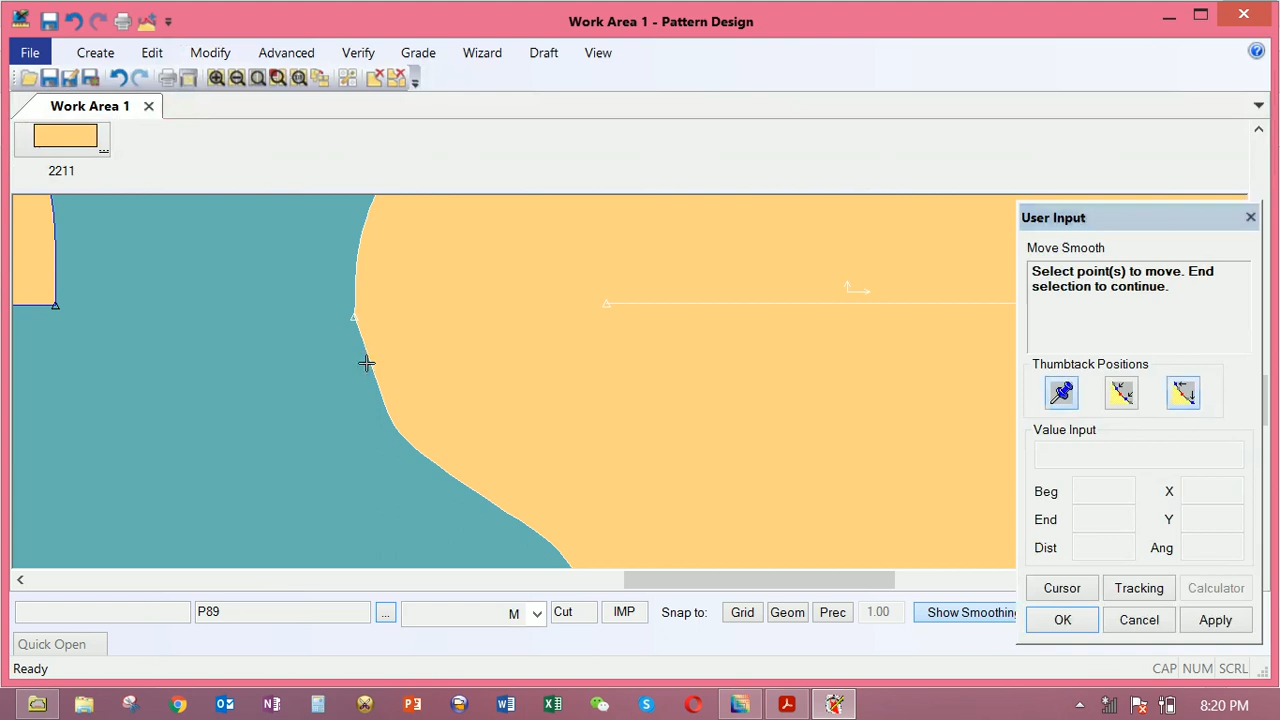 Work Area 1 - Pattern Design
File Create Edit Modify Advanced Verify Grade Wizard Draft View
Work Area 1
2211
User Input
Move Smooth
Select point(s) to move. End
selection to continue.
Thumbtack Positions
Value Input
Beg X
End Y
Dist Ang
Cursor Tracking Calculator
OK Cancel Apply
P89 ... M Cut IMP Snap to: Grid Geom Prec 1.00 Show Smoothing
Quick Open
Ready CAP NUM SCRL
8:20 PM